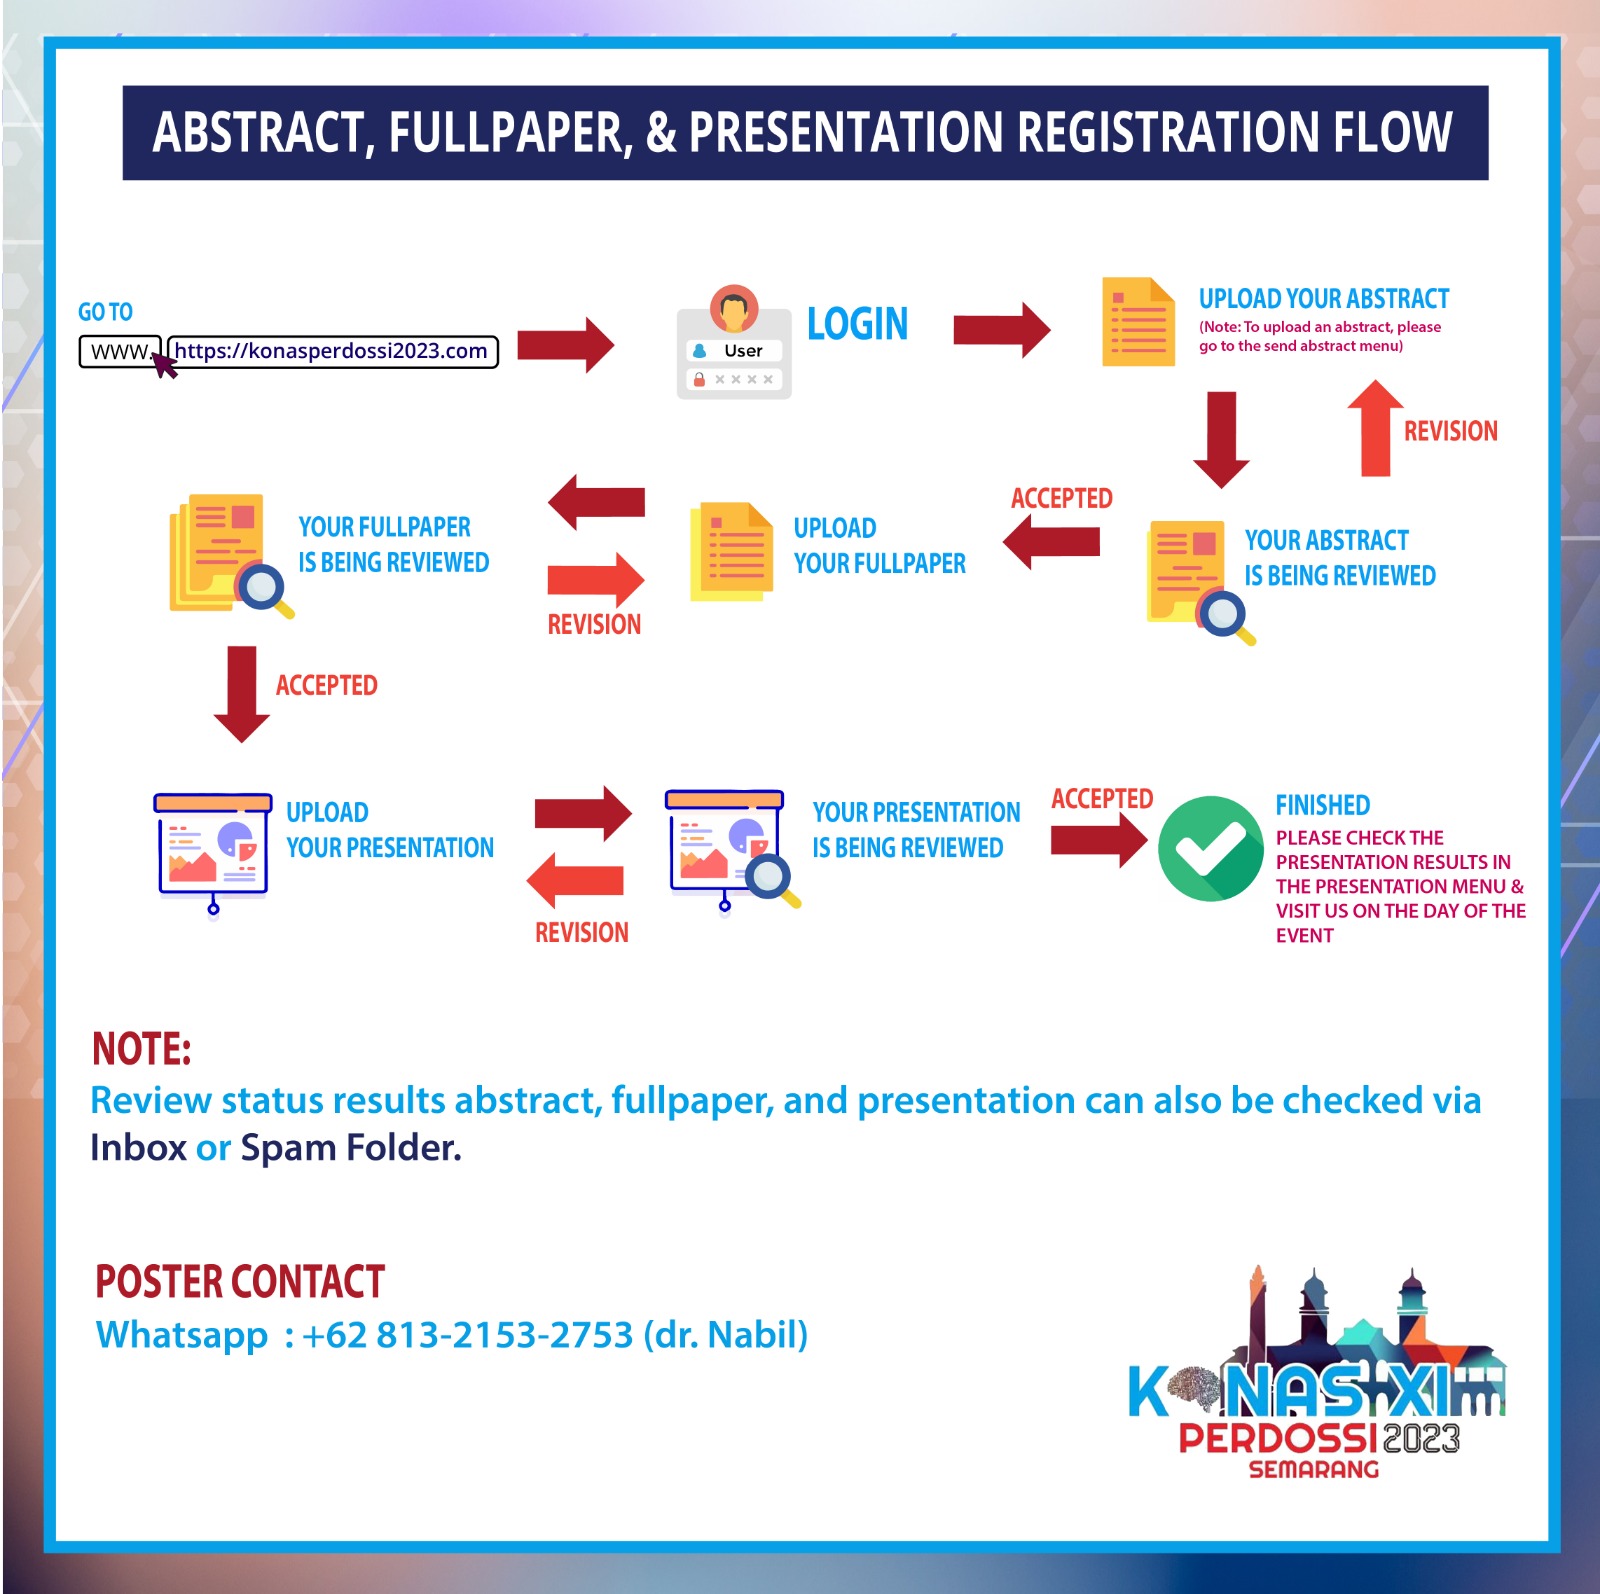 ABSTRACT, FULLPAPER, & PRESENTATION REGISTRATION FLOW
GO TO
WWW.
https://konasperdossi2023.com
User
× × × ×
LOGIN
UPLOAD YOUR ABSTRACT
(Note: To upload an abstract, please
go to the send abstract menu)
REVISION
YOUR ABSTRACT
IS BEING REVIEWED
ACCEPTED
UPLOAD
YOUR FULLPAPER
REVISION
YOUR FULLPAPER
IS BEING REVIEWED
ACCEPTED
UPLOAD
YOUR PRESENTATION
REVISION
YOUR PRESENTATION
IS BEING REVIEWED
ACCEPTED
FINISHED
PLEASE CHECK THE
PRESENTATION RESULTS IN
THE PRESENTATION MENU &
VISIT US ON THE DAY OF THE
EVENT
NOTE:
Review status results abstract, fullpaper, and presentation can also be checked via
Inbox or Spam Folder.
POSTER CONTACT
Whatsapp : +62 813-2153-2753 (dr. Nabil)
KONAS XI
PERDOSSI 2023
SEMARANG